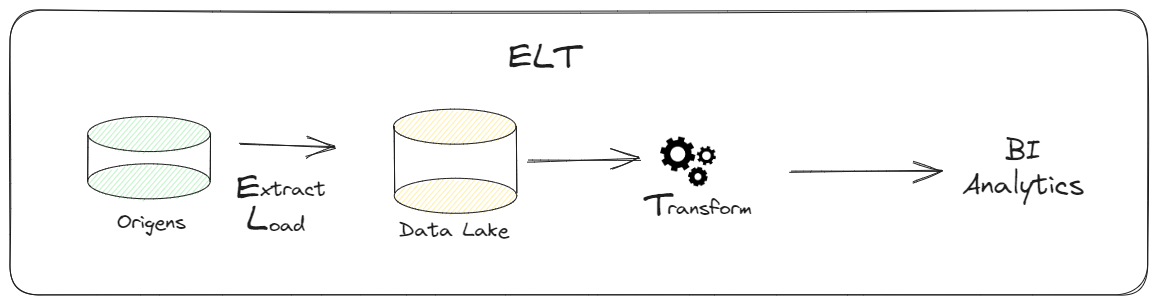 ELT
Origens
Extract
Load
Data Lake
Transform
BI
Analytics